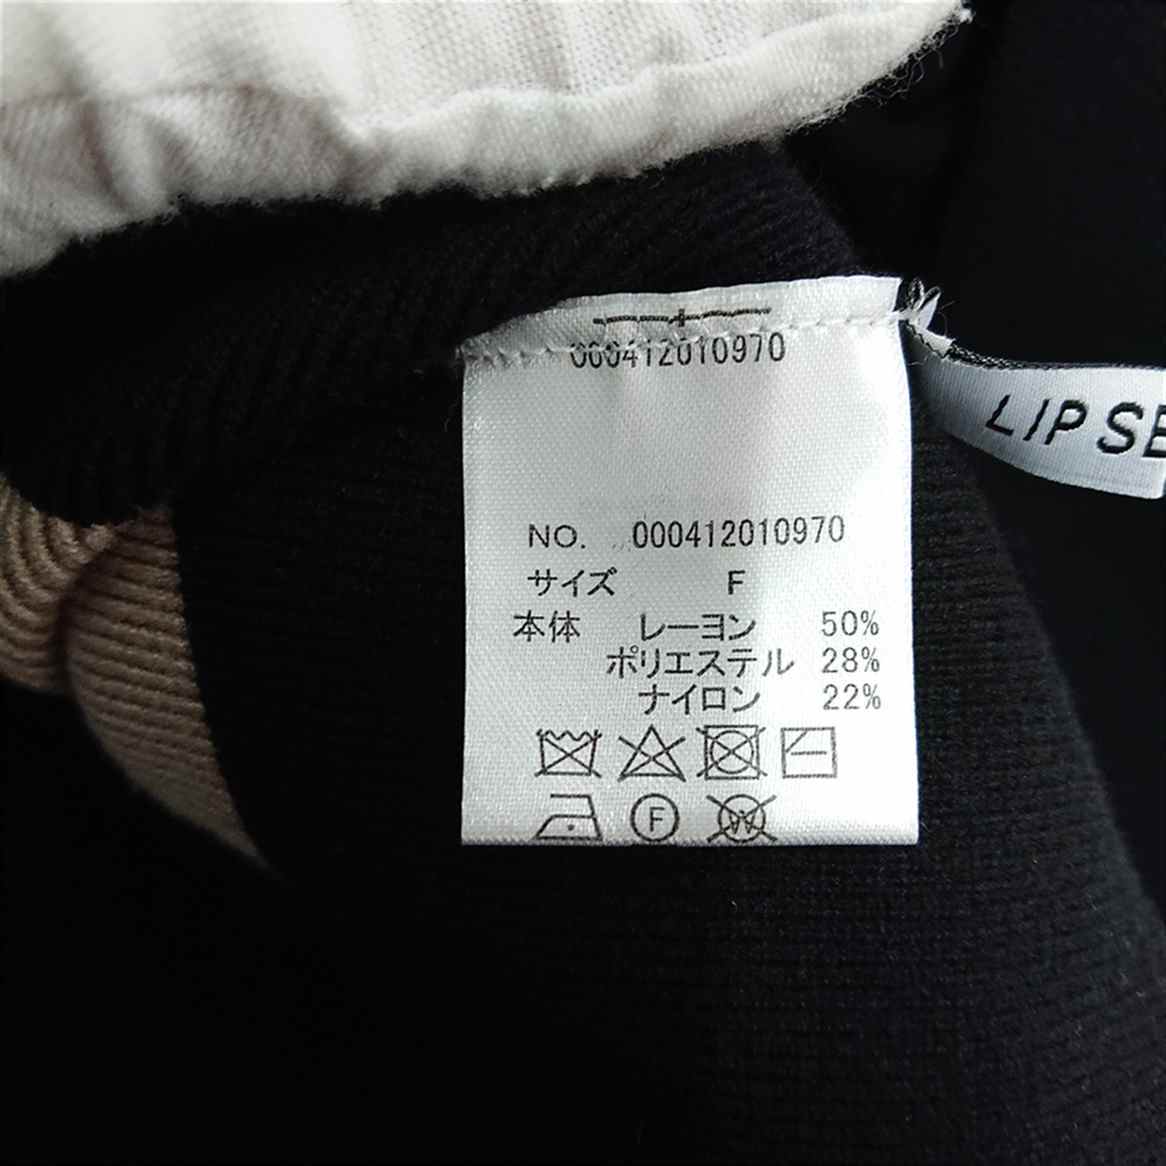 000412010970
LIP SE
NO. 000412010970
サイズ F
本体 レーヨン 50%
ポリエステル 28%
ナイロン 22%
F
W